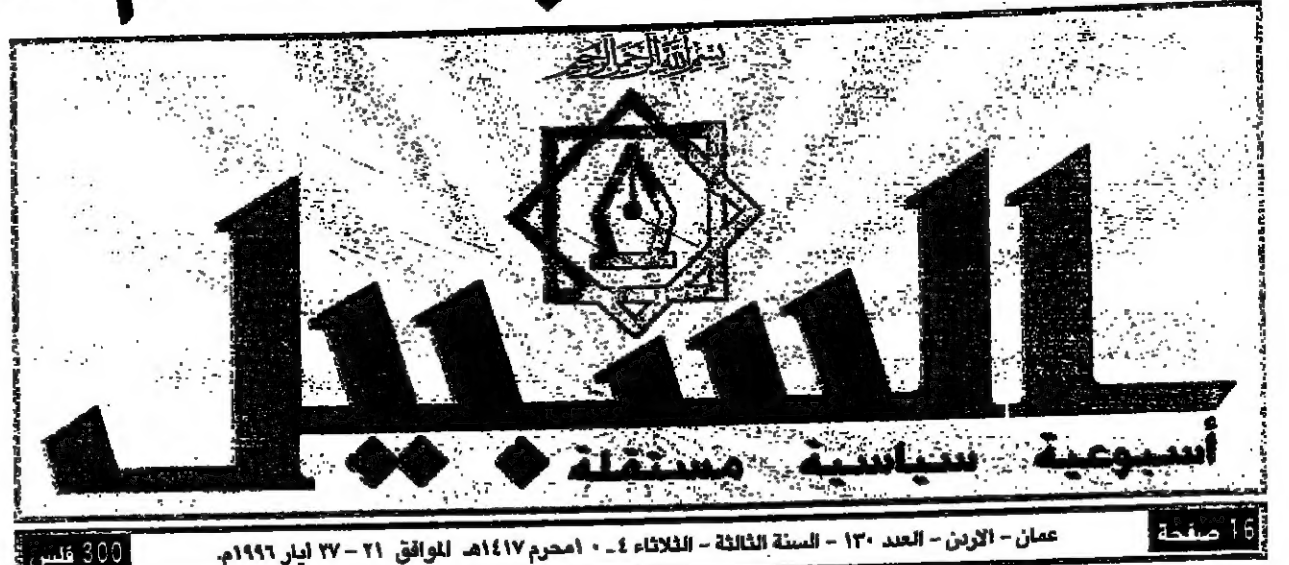 بسم الله الرحمن الرحيم
السبيل
أسبوعية سياسية مستقلة
16 صفحة
عمان - الاردن - العدد ١٣٠ - السنة الثالثة - الثلاثاء ٤ - ١٠ محرم ١٤١٧هـ الموافق ٢١ - ٢٧ أيار ١٩٩٦م.
300 فلس